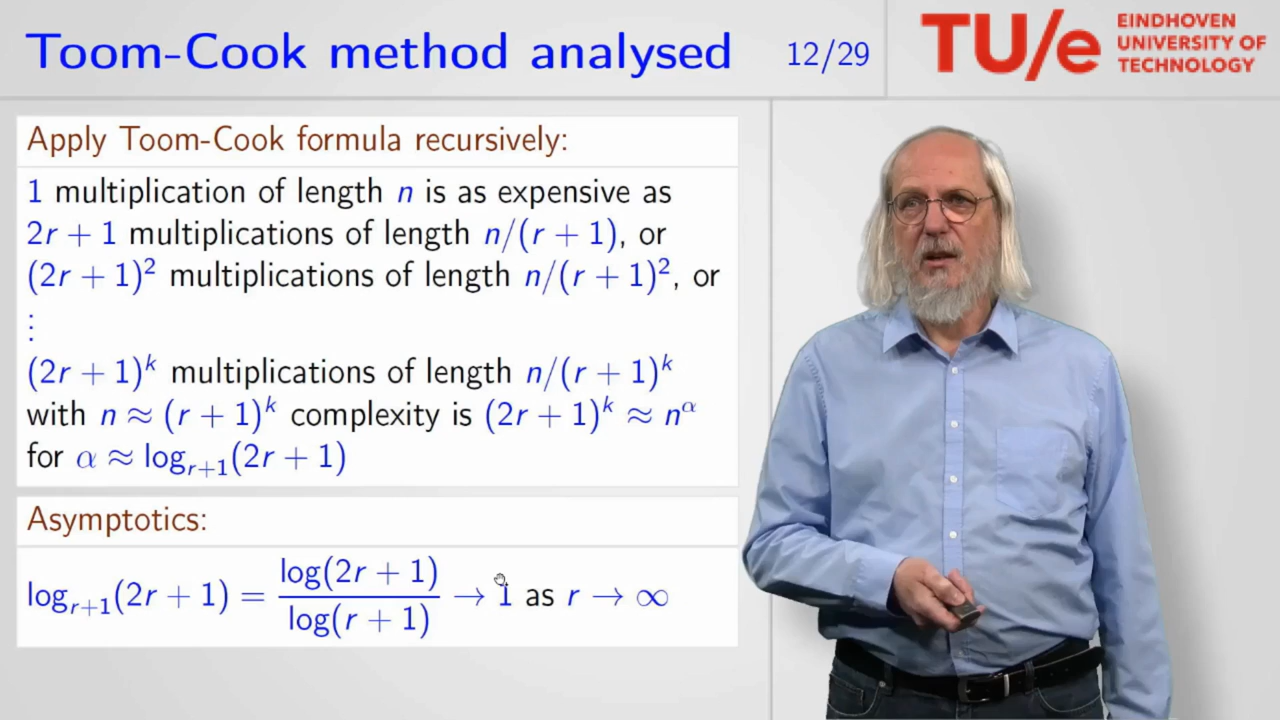 Toom-Cook method analysed
12/29
TU/e
EINDHOVEN
UNIVERSITY OF
TECHNOLOGY
Apply Toom-Cook formula recursively:
1 multiplication of length n is as expensive as
2r + 1 multiplications of length n/(r + 1), or
(2r + 1)² multiplications of length n/(r + 1)², or
⋮
(2r + 1)ᵏ multiplications of length n/(r + 1)ᵏ
with n ≈ (r + 1)ᵏ complexity is (2r + 1)ᵏ ≈ nᵅ
for α ≈ log_{r+1}(2r + 1)
Asymptotics:
log_{r+1}(2r + 1) = log(2r + 1) / log(r + 1) → 1 as r → ∞